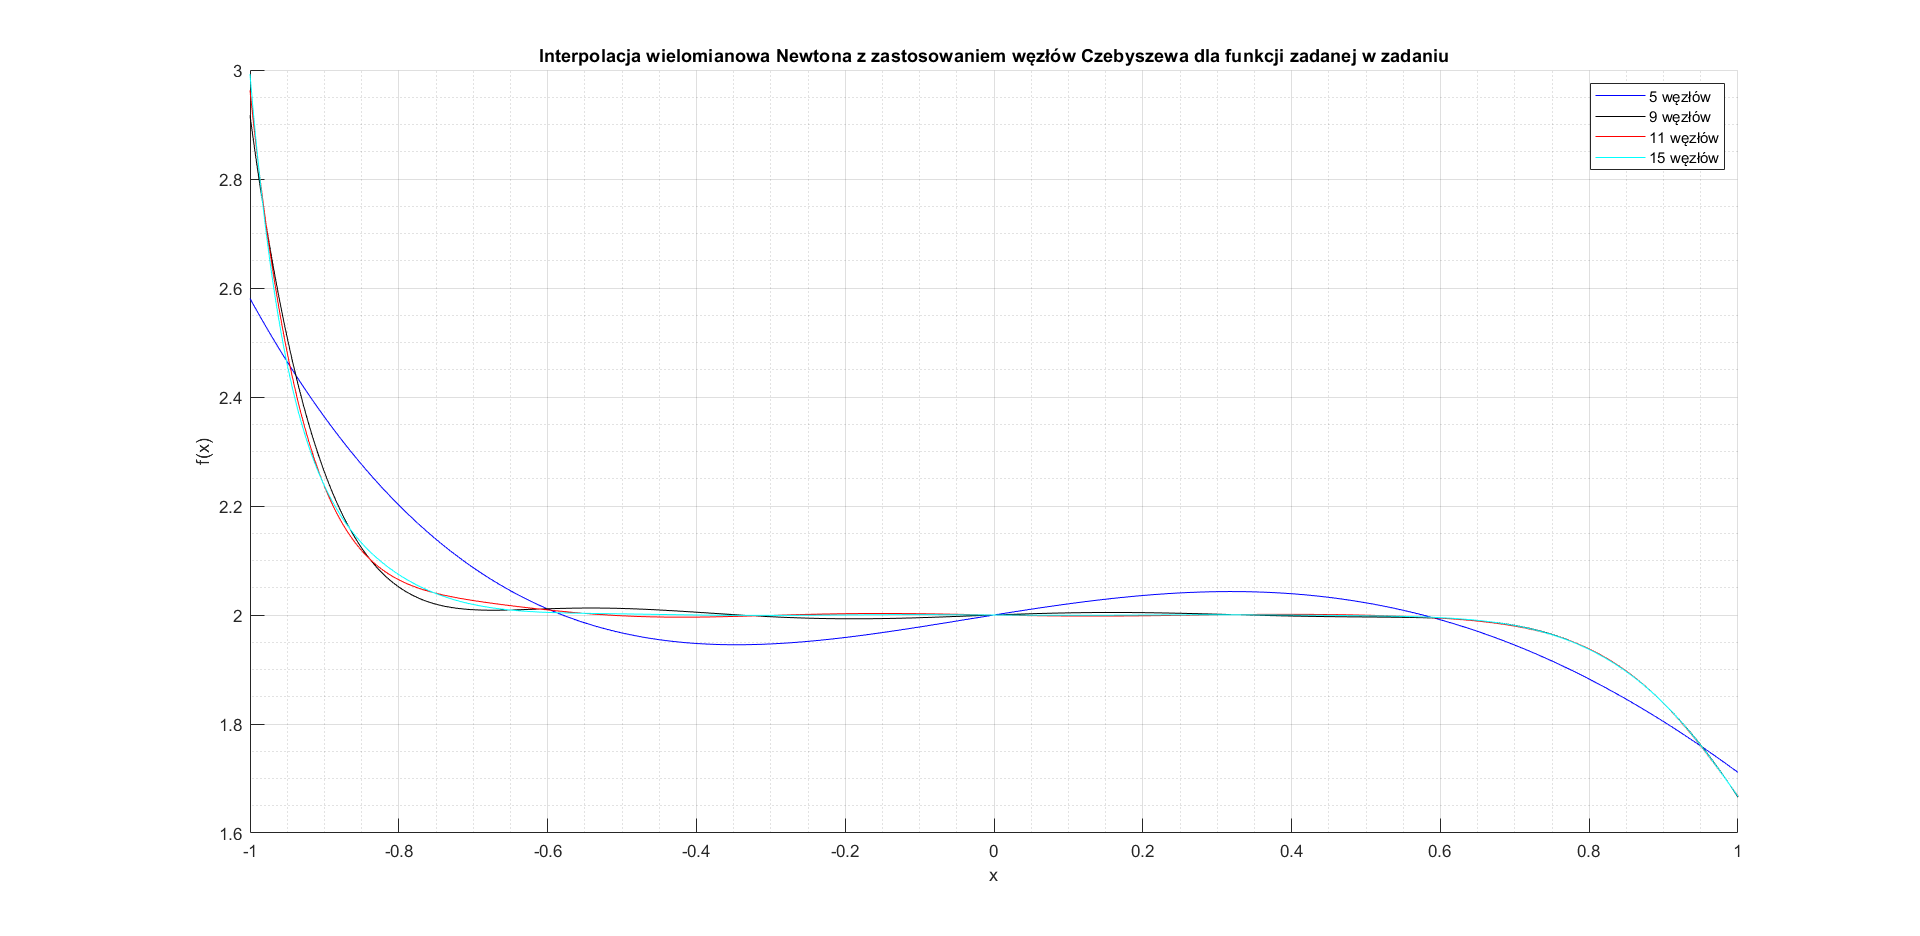 Interpolacja wielomianowa Newtona z zastosowaniem węzłów Czebyszewa dla funkcji zadanej w zadaniu
5 węzłów
9 węzłów
11 węzłów
15 węzłów
3
2.8
2.6
2.4
2.2
2
1.8
1.6
f(x)
-1
-0.8
-0.6
-0.4
-0.2
0
0.2
0.4
0.6
0.8
1
x